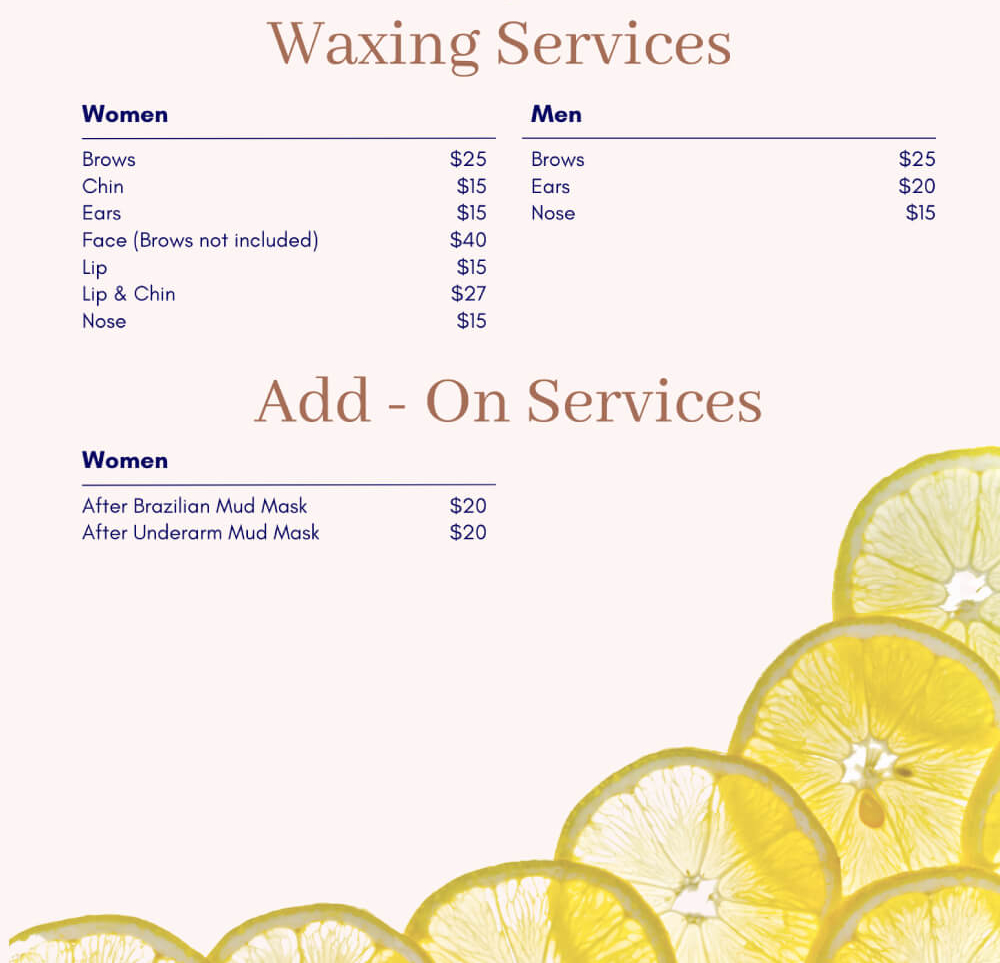 Waxing Services
Women
Brows $25
Chin $15
Ears $15
Face (Brows not included) $40
Lip $15
Lip & Chin $27
Nose $15
Men
Brows $25
Ears $20
Nose $15
Add - On Services
Women
After Brazilian Mud Mask $20
After Underarm Mud Mask $20